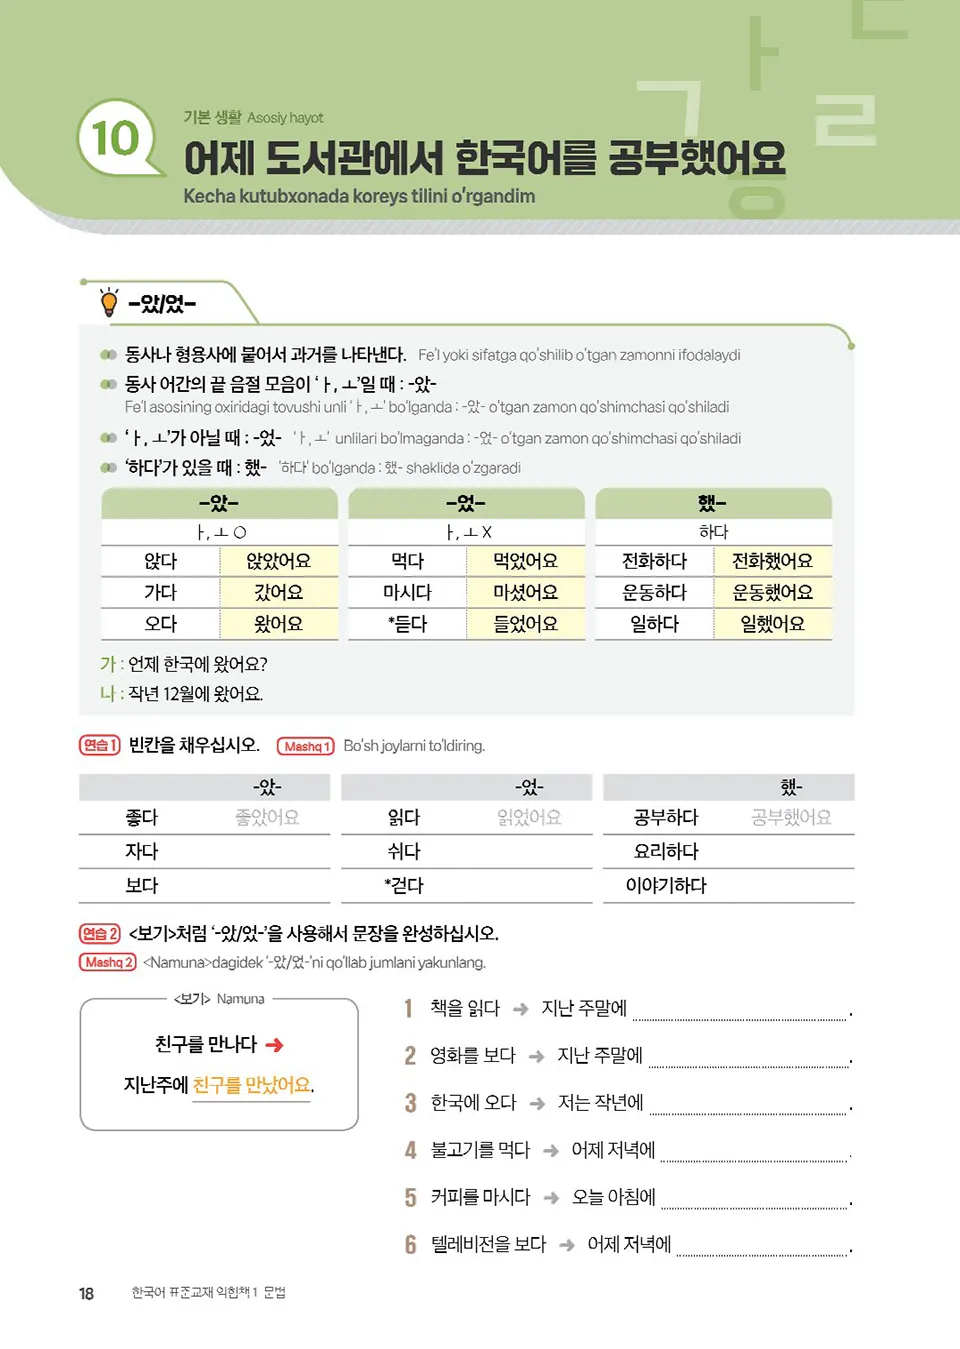 10
기본 생활 Asosiy hayot
어제 도서관에서 한국어를 공부했어요
Kecha kutubxonada koreys tilini o'rgandim
ㄱ ㅏ ㄹ ㄷ ㅎ
–았/었–
동사나 형용사에 붙어서 과거를 나타낸다. Fe'l yoki sifatga qo'shilib o'tgan zamonni ifodalaydi
동사 어간의 끝 음절 모음이 'ㅏ, ㅗ'일 때 : -았-
Fe'l asosining oxiridagi tovushi unli 'ㅏ, ㅗ' bo'lganda : -았- o'tgan zamon qo'shimchasi qo'shiladi
'ㅏ, ㅗ'가 아닐 때 : -었- 'ㅏ, ㅗ' unlilari bo'lmaganda : -었- o'tgan zamon qo'shimchasi qo'shiladi
'하다'가 있을 때 : 했- '하다' bo'lganda : 했- shaklida o'zgaradi
–았– –었– 했–
ㅏ, ㅗ O ㅏ, ㅗ X 하다
앉다 앉았어요 먹다 먹었어요 전화하다 전화했어요
가다 갔어요 마시다 마셨어요 운동하다 운동했어요
오다 왔어요 *듣다 들었어요 일하다 일했어요
가 : 언제 한국에 왔어요?
나 : 작년 12월에 왔어요.
연습 1 빈칸을 채우십시오. Mashq 1 Bo'sh joylarni to'ldiring.
-았- -었- 했-
좋다 좋았어요 읽다 읽었어요 공부하다 공부했어요
자다 쉬다 요리하다
보다 *걷다 이야기하다
연습 2 <보기>처럼 '-았/었-'을 사용해서 문장을 완성하십시오.
Mashq 2 <Namuna>dagidek '-았/었-'ni qo'llab jumlani yakunlang.
<보기> Namuna
친구를 만나다 ➜
지난주에 친구를 만났어요.
1 책을 읽다 ➜ 지난 주말에 .
2 영화를 보다 ➜ 지난 주말에 .
3 한국에 오다 ➜ 저는 작년에 .
4 불고기를 먹다 ➜ 어제 저녁에 .
5 커피를 마시다 ➜ 오늘 아침에 .
6 텔레비전을 보다 ➜ 어제 저녁에 .
18 한국어 표준교재 익힘책 1 문법